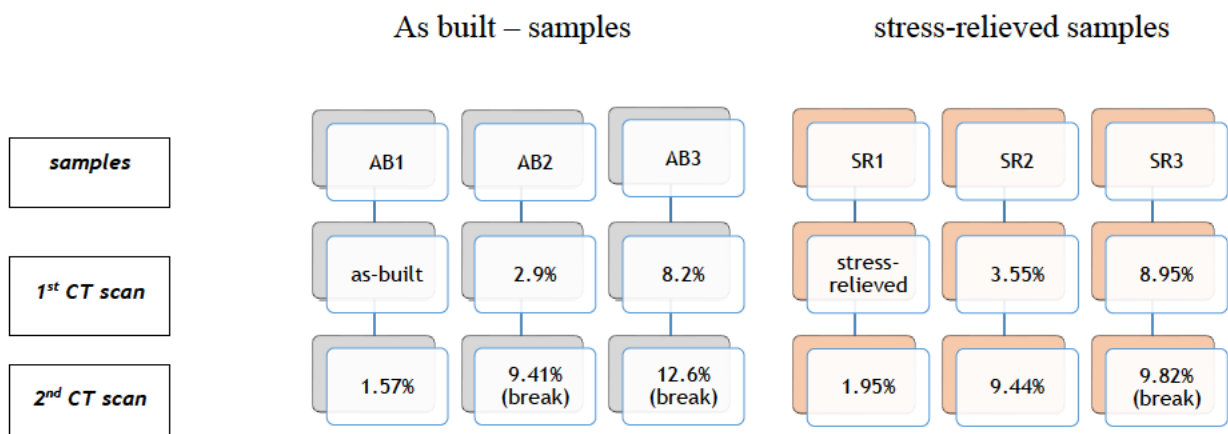 As built – samples
stress-relieved samples
samples
AB1
AB2
AB3
SR1
SR2
SR3
1st CT scan
as-built
2.9%
8.2%
stress-
relieved
3.55%
8.95%
2nd CT scan
1.57%
9.41%
(break)
12.6%
(break)
1.95%
9.44%
9.82%
(break)